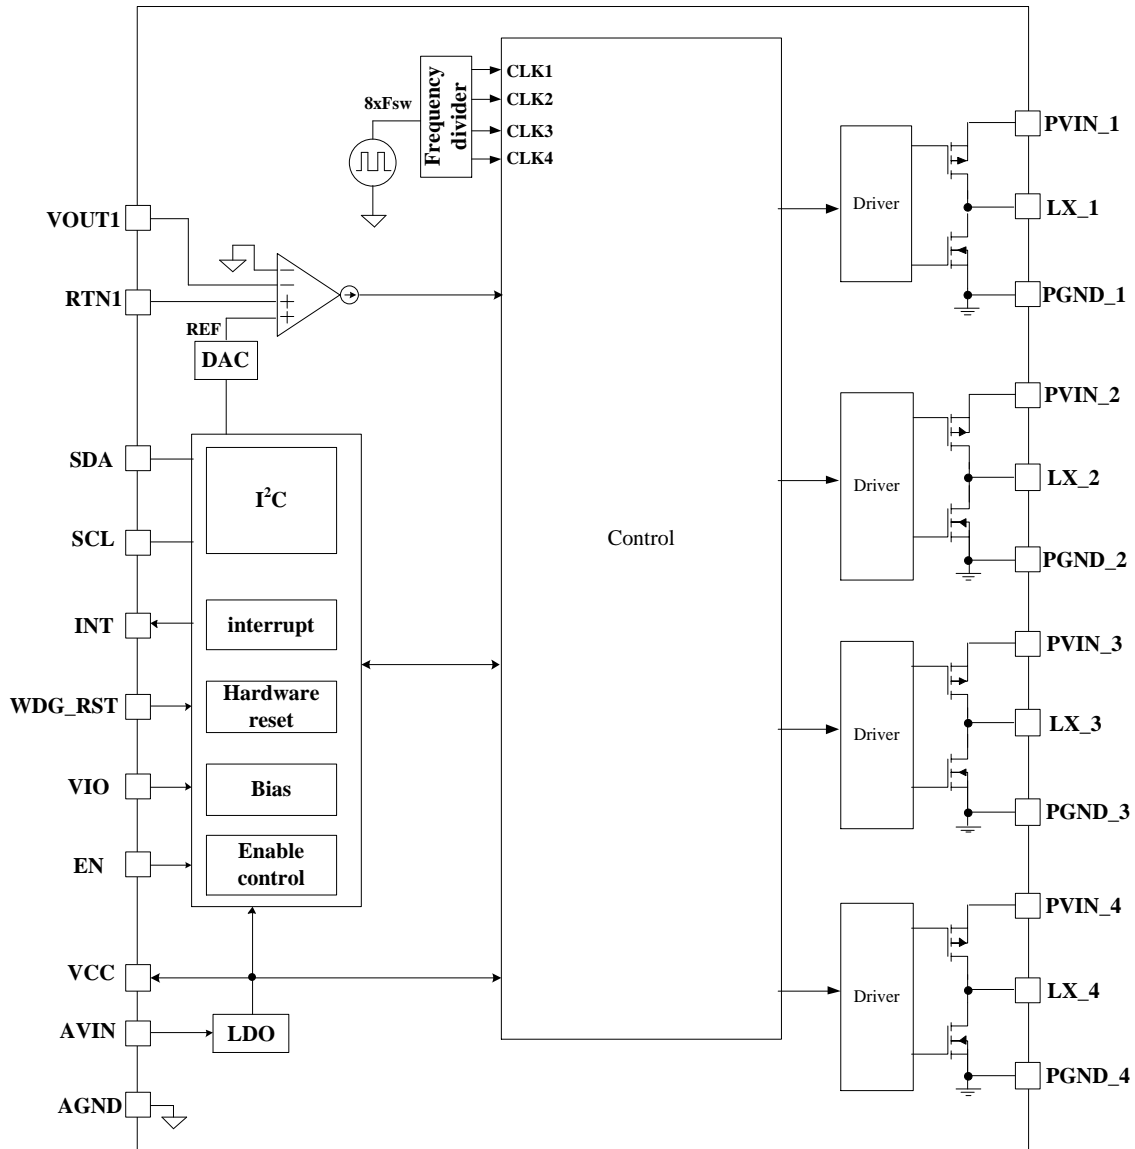 CLK1
CLK2
CLK3
CLK4
8xFsw
Frequency
divider
VOUT1
RTN1
REF
DAC
SDA
SCL
I²C
INT
interrupt
WDG_RST
Hardware
reset
VIO
Bias
EN
Enable
control
VCC
AVIN
LDO
AGND
Control
Driver
PVIN_1
LX_1
PGND_1
Driver
PVIN_2
LX_2
PGND_2
Driver
PVIN_3
LX_3
PGND_3
Driver
PVIN_4
LX_4
PGND_4